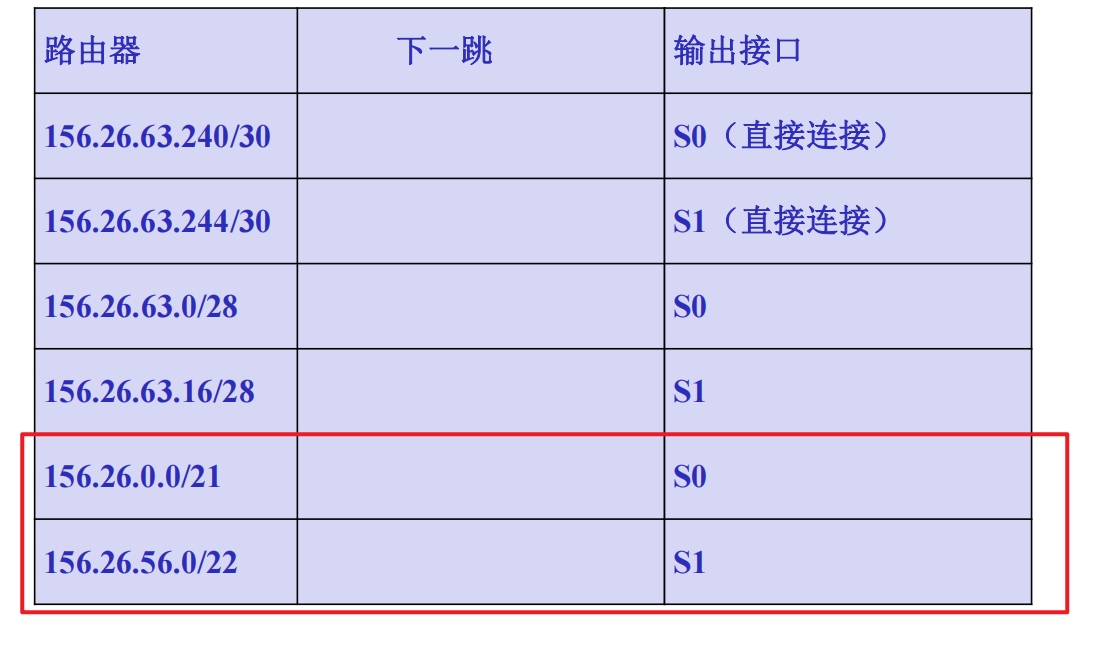 路由器 下一跳 输出接口
156.26.63.240/30 S0（直接连接）
156.26.63.244/30 S1（直接连接）
156.26.63.0/28 S0
156.26.63.16/28 S1
156.26.0.0/21 S0
156.26.56.0/22 S1